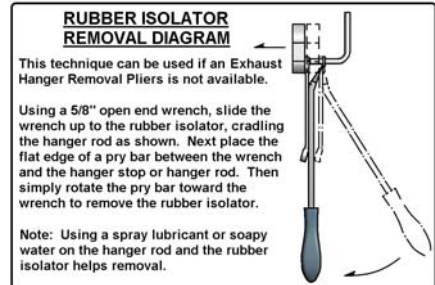 RUBBER ISOLATOR
REMOVAL DIAGRAM
This technique can be used if an Exhaust
Hanger Removal Pliers is not available.
Using a 5/8" open end wrench, slide the
wrench up to the rubber isolator, cradling
the hanger rod as shown. Next place the
flat edge of a pry bar between the wrench
and the hanger stop or hanger rod. Then
simply rotate the pry bar toward the
wrench to remove the rubber isolator.
Note: Using a spray lubricant or soapy
water on the hanger rod and the rubber
isolator helps removal.